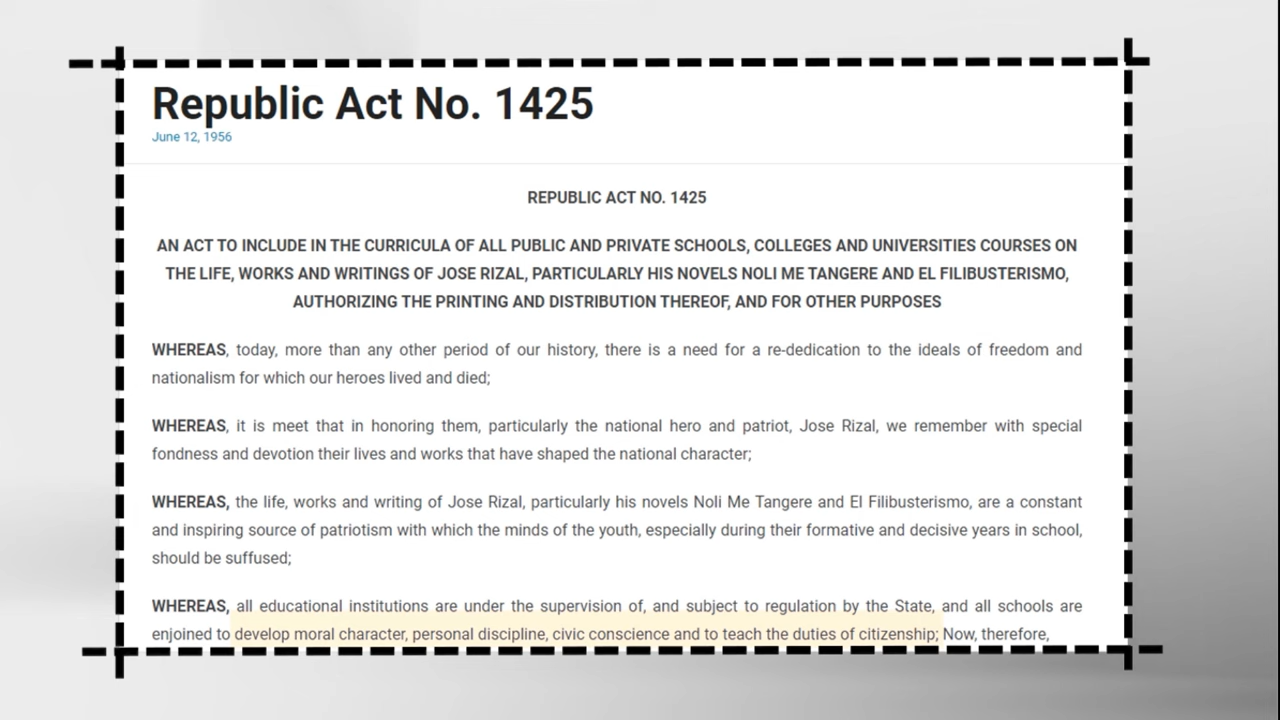 Republic Act No. 1425
June 12, 1956
REPUBLIC ACT NO. 1425
AN ACT TO INCLUDE IN THE CURRICULA OF ALL PUBLIC AND PRIVATE SCHOOLS, COLLEGES AND UNIVERSITIES COURSES ON
THE LIFE, WORKS AND WRITINGS OF JOSE RIZAL, PARTICULARLY HIS NOVELS NOLI ME TANGERE AND EL FILIBUSTERISMO,
AUTHORIZING THE PRINTING AND DISTRIBUTION THEREOF, AND FOR OTHER PURPOSES
WHEREAS, today, more than any other period of our history, there is a need for a re-dedication to the ideals of freedom and
nationalism for which our heroes lived and died;
WHEREAS, it is meet that in honoring them, particularly the national hero and patriot, Jose Rizal, we remember with special
fondness and devotion their lives and works that have shaped the national character;
WHEREAS, the life, works and writing of Jose Rizal, particularly his novels Noli Me Tangere and El Filibusterismo, are a constant
and inspiring source of patriotism with which the minds of the youth, especially during their formative and decisive years in school,
should be suffused;
WHEREAS, all educational institutions are under the supervision of, and subject to regulation by the State, and all schools are
enjoined to develop moral character, personal discipline, civic conscience and to teach the duties of citizenship; Now, therefore,